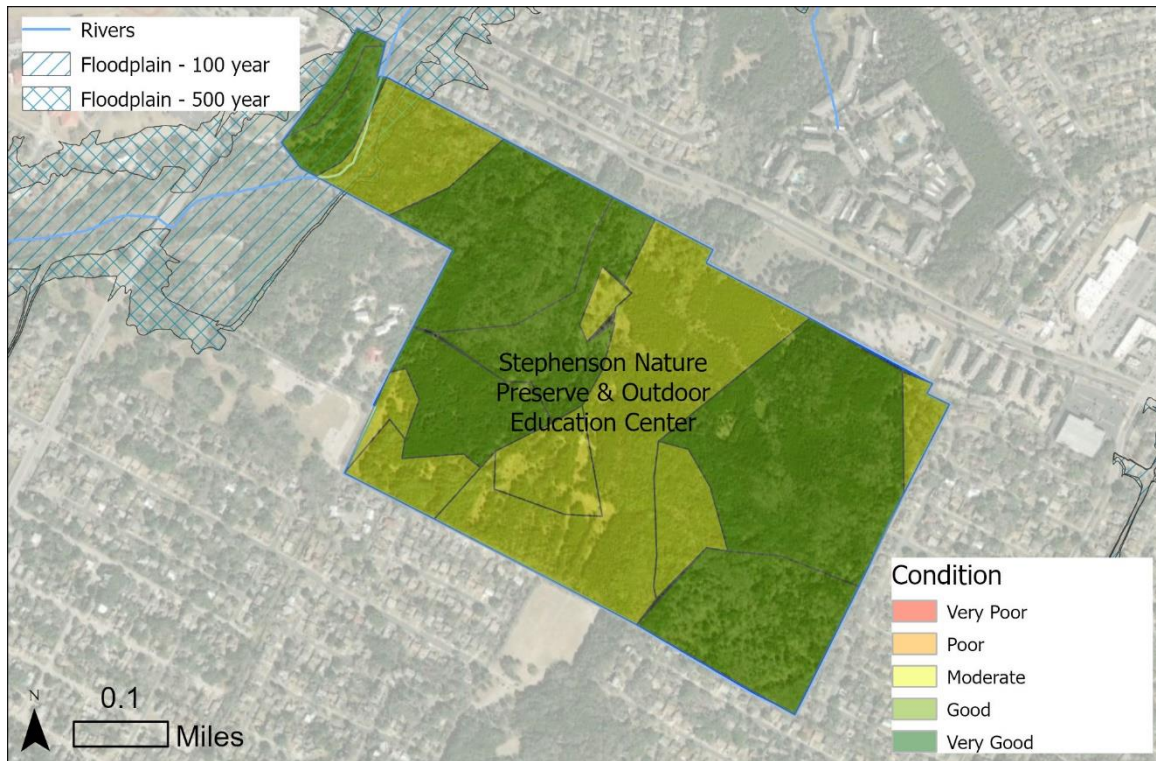 Rivers
Floodplain - 100 year
Floodplain - 500 year
Stephenson Nature
Preserve & Outdoor
Education Center
Condition
Very Poor
Poor
Moderate
Good
Very Good
N
0.1
Miles